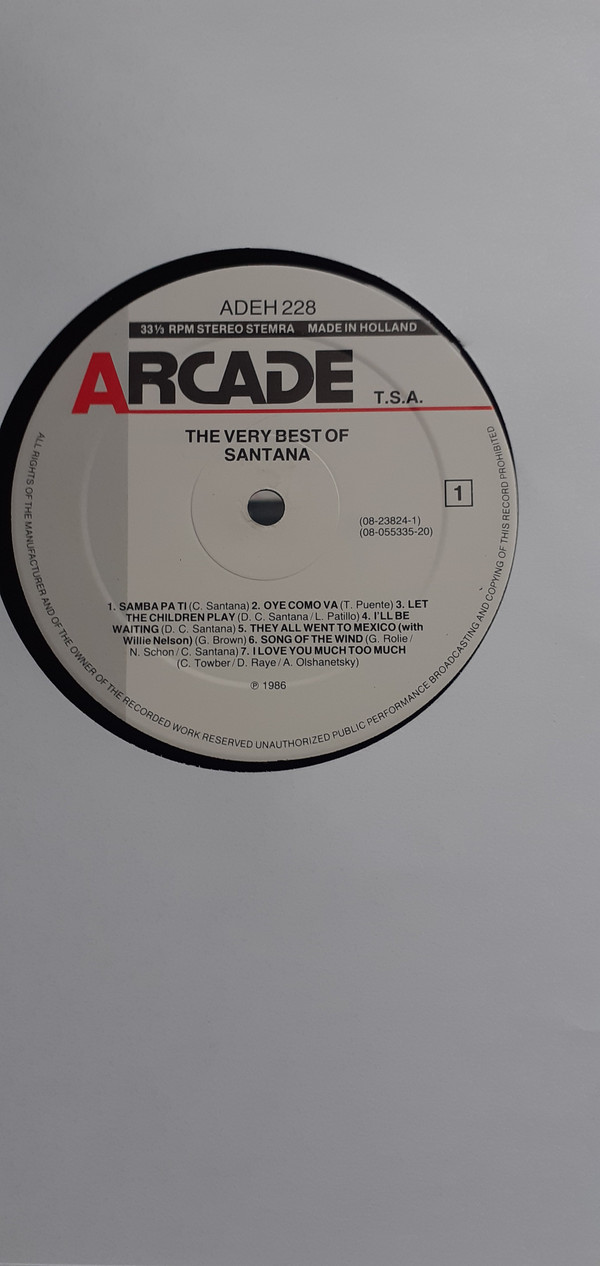 ADEH 228
33⅓ RPM STEREO STEMRA MADE IN HOLLAND
ARCADE T.S.A.
THE VERY BEST OF
SANTANA
1
(08-23824-1)
(08-055335-20)
1. SAMBA PA TI (C. Santana) 2. OYE COMO VA (T. Puente) 3. LET
THE CHILDREN PLAY (D. C. Santana / L. Patillo) 4. I'LL BE
WAITING (D. C. Santana) 5. THEY ALL WENT TO MEXICO (with
Willie Nelson) (G. Brown) 6. SONG OF THE WIND (G. Rolie /
N. Schon / C. Santana) 7. I LOVE YOU MUCH TOO MUCH
(C. Towber / D. Raye / A. Olshanetsky)
℗ 1986
ALL RIGHTS OF THE MANUFACTURER AND OF THE OWNER OF THE RECORDED WORK RESERVED UNAUTHORIZED PUBLIC PERFORMANCE BROADCASTING AND COPYING OF THIS RECORD PROHIBITED